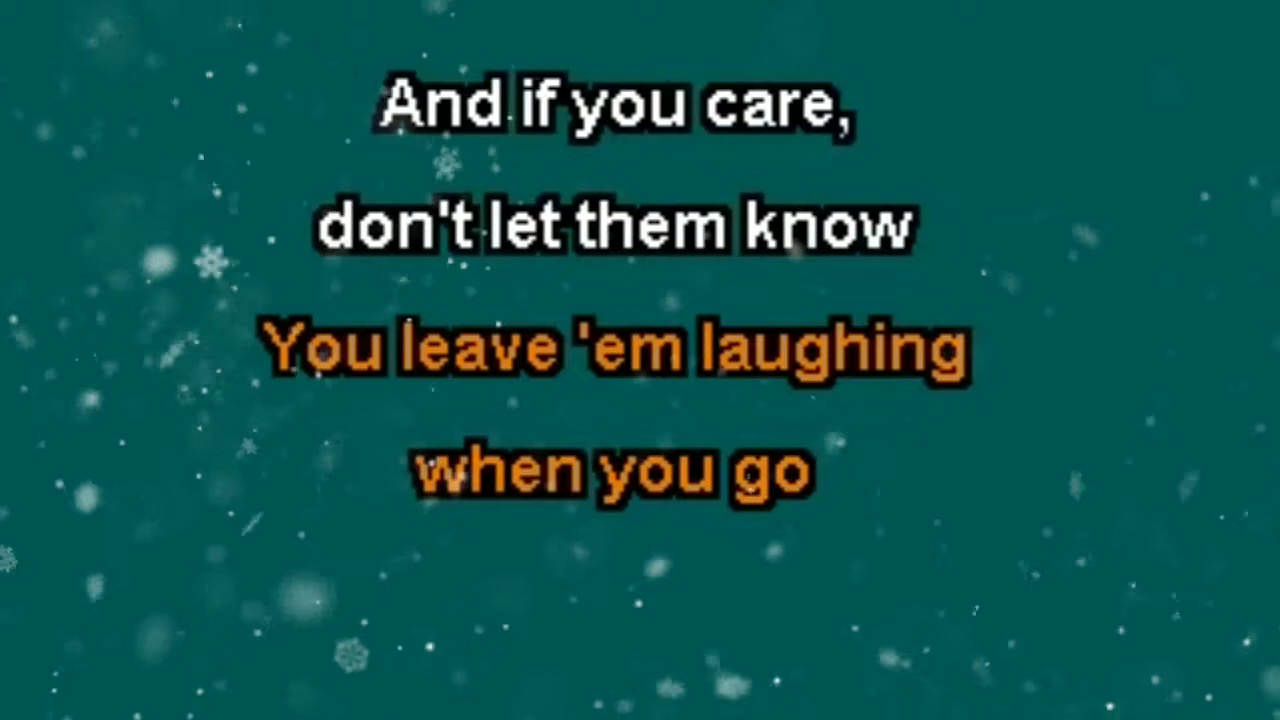 And if you care,
don't let them know
You leave 'em laughing
when you go